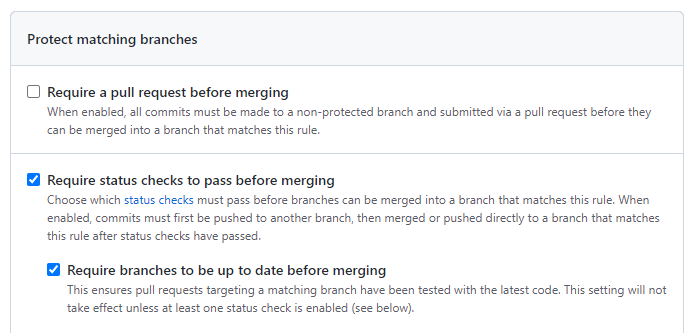 Protect matching branches
Require a pull request before merging
When enabled, all commits must be made to a non-protected branch and submitted via a pull request before they
can be merged into a branch that matches this rule.
Require status checks to pass before merging
Choose which status checks must pass before branches can be merged into a branch that matches this rule. When
enabled, commits must first be pushed to another branch, then merged or pushed directly to a branch that matches
this rule after status checks have passed.
Require branches to be up to date before merging
This ensures pull requests targeting a matching branch have been tested with the latest code. This setting will not
take effect unless at least one status check is enabled (see below).